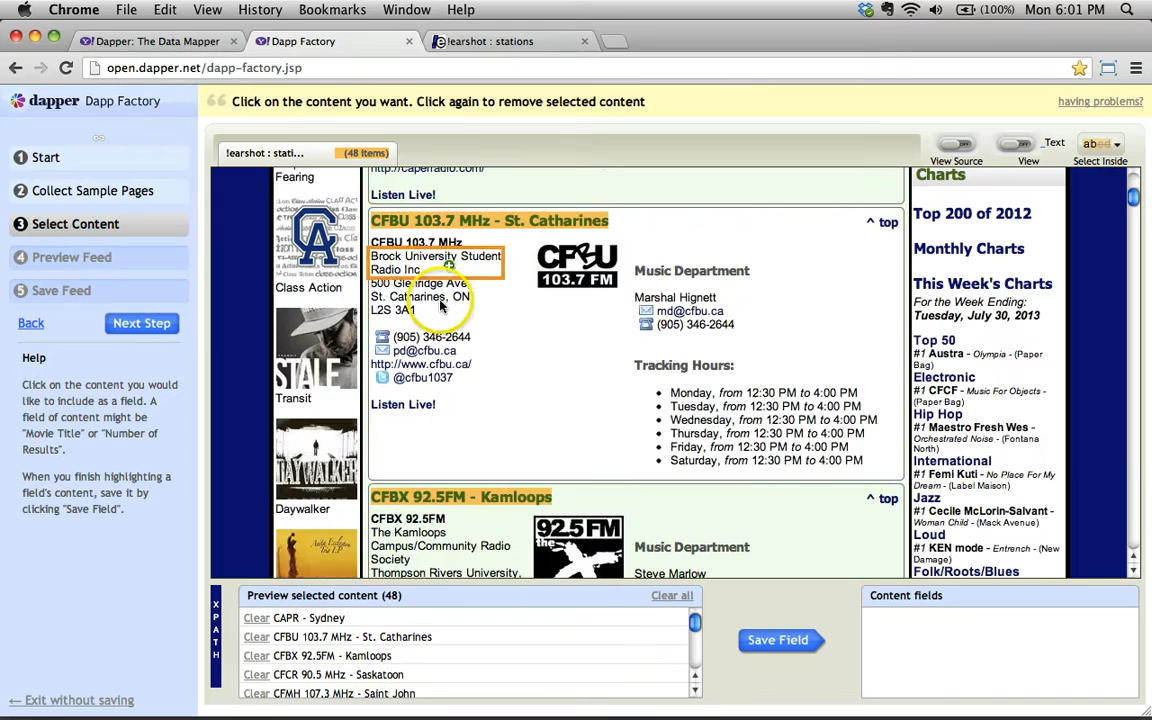 Chrome File Edit View History Bookmarks Window Help (100%) Mon 6:01 PM
Dapper: The Data Mapper
Dapp Factory
!earshot : stations
open.dapper.net/dapp-factory.jsp
dapper Dapp Factory
Click on the content you want. Click again to remove selected content
having problems?
1 Start
2 Collect Sample Pages
3 Select Content
4 Preview Feed
5 Save Feed
Back
Next Step
Help
Click on the content you would
like to include as a field. A
field of content might be
"Movie Title" or "Number of
Results".
When you finish highlighting a
field's content, save it by
clicking "Save Field".
← Exit without saving
!earshot : stati... (48 items)
OFF
View Source
OFF
View
_Text
abed
Select Inside
Fearing
CA
Class Action
STALE
Transit
DAYWALKER
Daywalker
http://caperradio.com/
Listen Live!
CFBU 103.7 MHz - St. Catharines
^ top
CFBU 103.7 MHz
Brock University Student
Radio Inc
500 Glenridge Ave
St. Catharines, ON
L2S 3A1
(905) 346-2644
pd@cfbu.ca
http://www.cfbu.ca/
@cfbu1037
Listen Live!
CFBU
103.7 FM
Music Department
Marshal Hignett
md@cfbu.ca
(905) 346-2644
Tracking Hours:
Monday, from 12:30 PM to 4:00 PM
Tuesday, from 12:30 PM to 4:00 PM
Wednesday, from 12:30 PM to 4:00 PM
Thursday, from 12:30 PM to 4:00 PM
Friday, from 12:30 PM to 4:00 PM
Saturday, from 12:30 PM to 4:00 PM
CFBX 92.5FM - Kamloops
^ top
CFBX 92.5FM
The Kamloops
Campus/Community Radio
Society
Thompson Rivers University,
92.5 FM
the X
Music Department
Steve Marlow
Charts
Top 200 of 2012
Monthly Charts
This Week's Charts
For the Week Ending:
Tuesday, July 30, 2013
Top 50
#1 Austra - Olympia - (Paper
Bag)
Electronic
#1 CFCF - Music For Objects -
(Paper Bag)
Hip Hop
#1 Maestro Fresh Wes -
Orchestrated Noise - (Fontana
North)
International
#1 Femi Kuti - No Place For My
Dream - (Label Maison)
Jazz
#1 Cecile McLorin-Salvant -
Woman Child - (Mack Avenue)
Loud
#1 KEN mode - Entrench - (New
Damage)
Folk/Roots/Blues
XPATH
Preview selected content (48)
Clear all
Clear CAPR - Sydney
Clear CFBU 103.7 MHz - St. Catharines
Clear CFBX 92.5FM - Kamloops
Clear CFCR 90.5 MHz - Saskatoon
Clear CFMH 107.3 MHz - Saint John
Save Field
Content fields